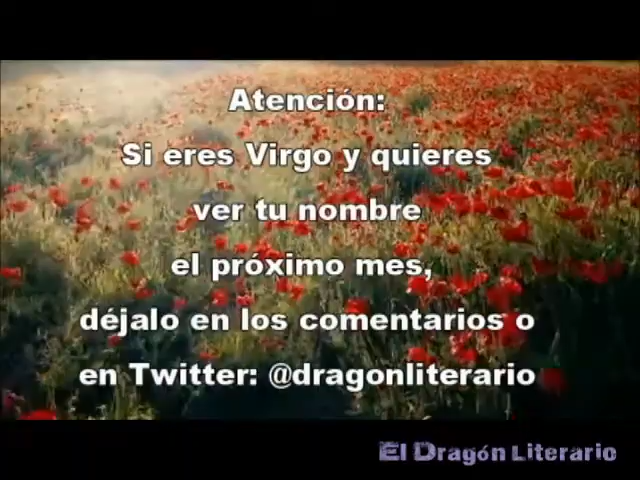 Atención:
Si eres Virgo y quieres
ver tu nombre
el próximo mes,
déjalo en los comentarios o
en Twitter: @dragonliterario
El Dragón Literario